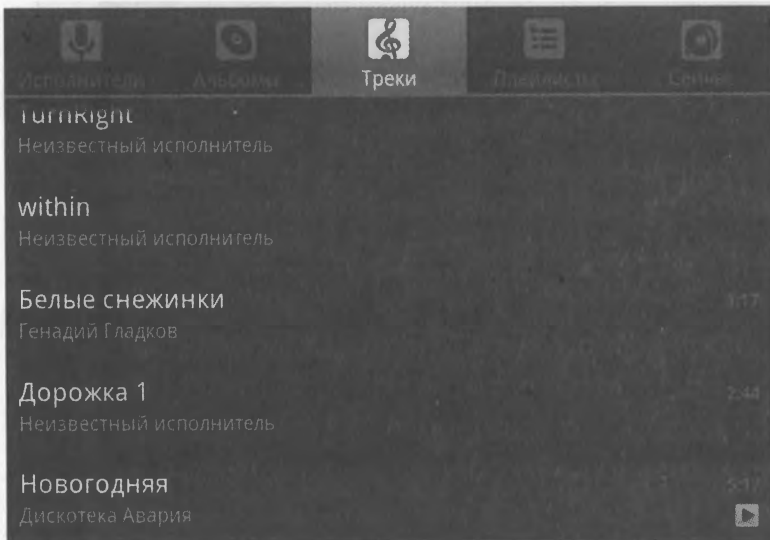 Исполнители Альбомы Треки Плейлисты Сейчас
TurnRight
Неизвестный исполнитель
within
Неизвестный исполнитель
Белые снежинки 3:17
Генадий Гладков
Дорожка 1 2:44
Неизвестный исполнитель
Новогодняя 5:17
Дискотека Авария